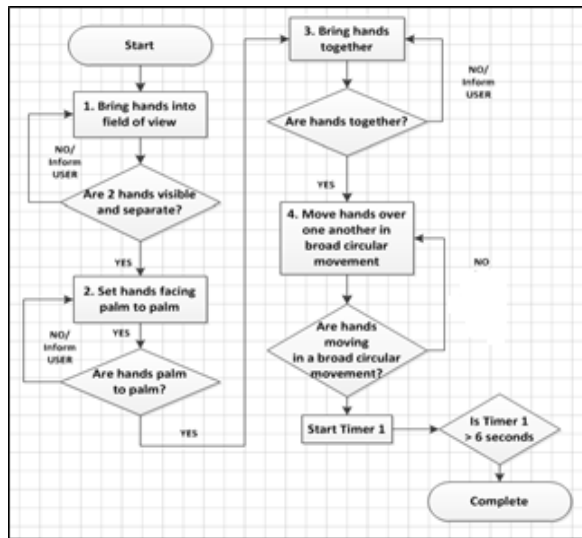 Start
1. Bring hands into
field of view
NO/
Inform
USER
Are 2 hands visible
and separate?
YES
2. Set hands facing
palm to palm
YES
NO/
Inform
USER
Are hands palm
to palm?
YES
3. Bring hands
together
NO/
Inform
USER
Are hands together?
YES
4. Move hands over
one another in
broad circular
movement
NO
Are hands
moving
in a broad circular
movement?
Start Timer 1
Is Timer 1
> 6 seconds
Complete